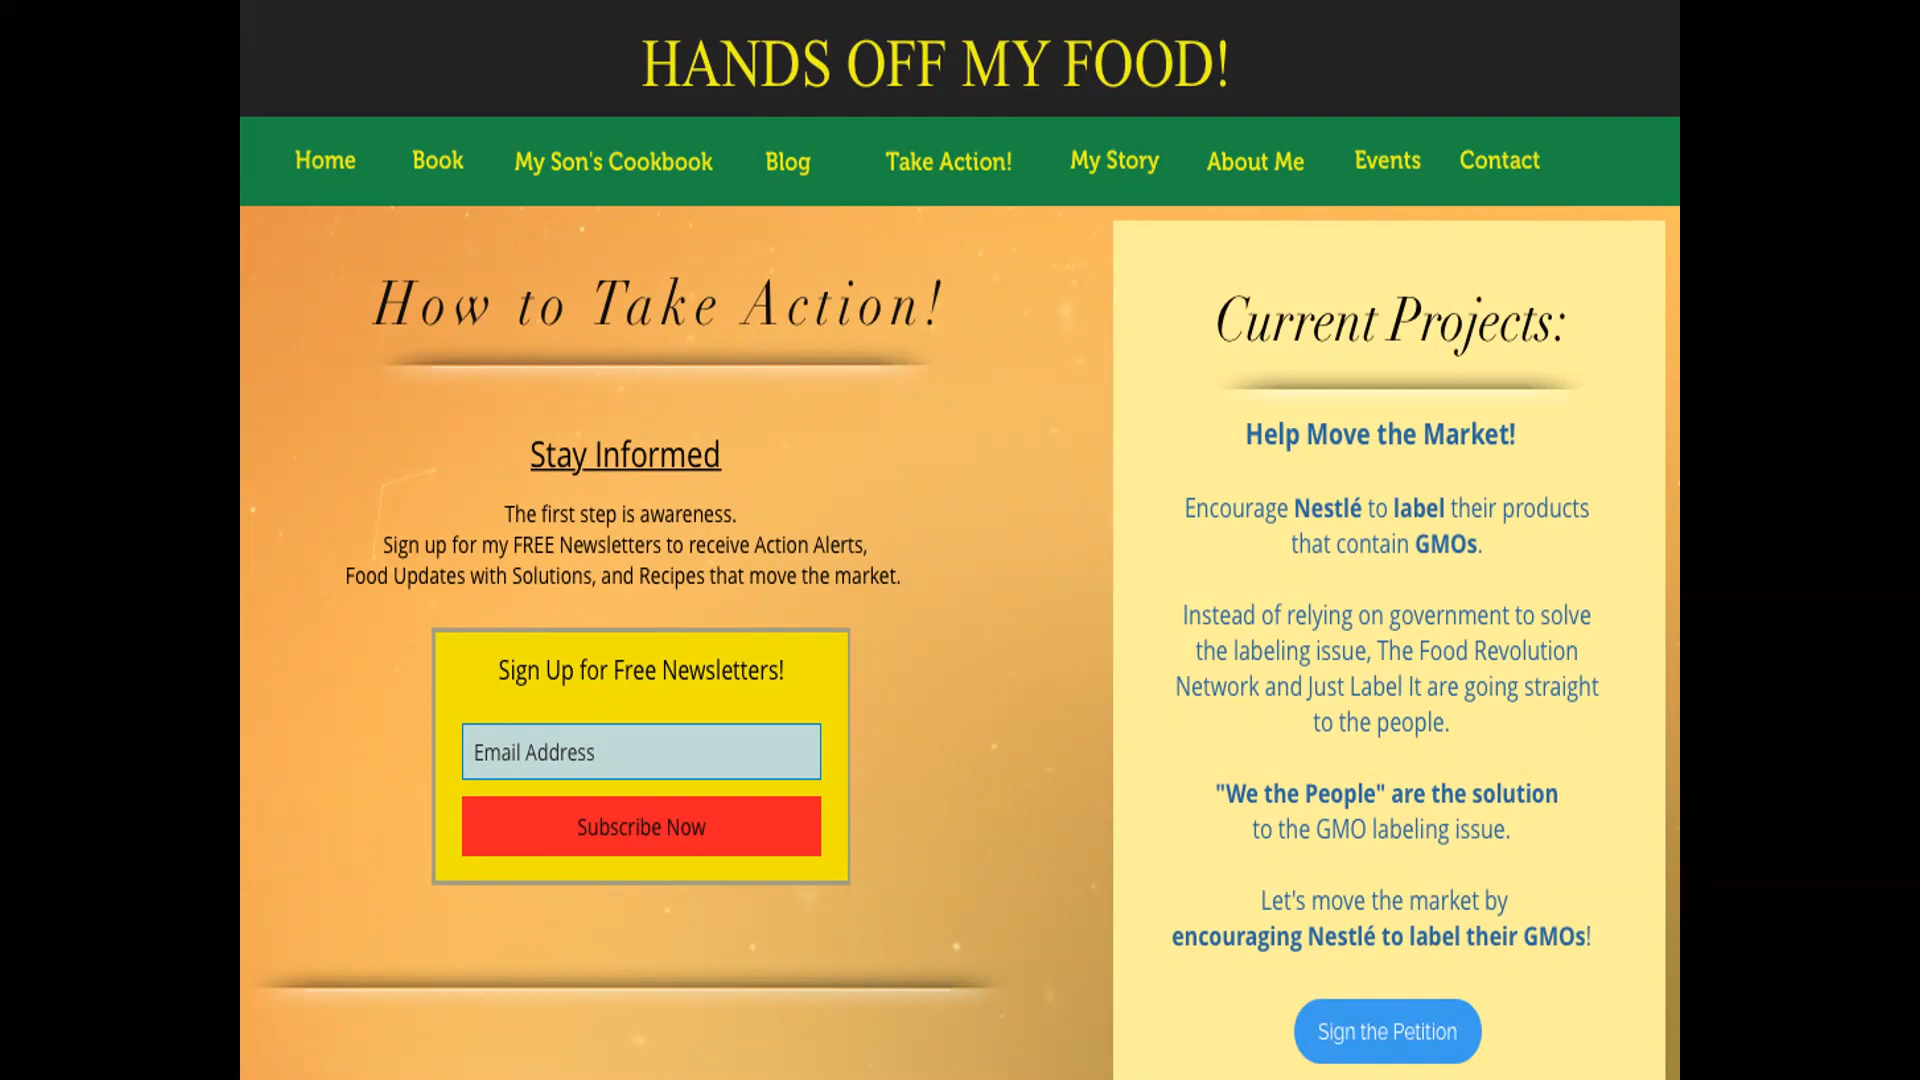 HANDS OFF MY FOOD!
Home Book My Son's Cookbook Blog Take Action! My Story About Me Events Contact
How to Take Action!
Stay Informed
The first step is awareness.
Sign up for my FREE Newsletters to receive Action Alerts,
Food Updates with Solutions, and Recipes that move the market.
Sign Up for Free Newsletters!
Email Address
Subscribe Now
Current Projects:
Help Move the Market!
Encourage Nestlé to label their products
that contain GMOs.
Instead of relying on government to solve
the labeling issue, The Food Revolution
Network and Just Label It are going straight
to the people.
"We the People" are the solution
to the GMO labeling issue.
Let's move the market by
encouraging Nestlé to label their GMOs!
Sign the Petition